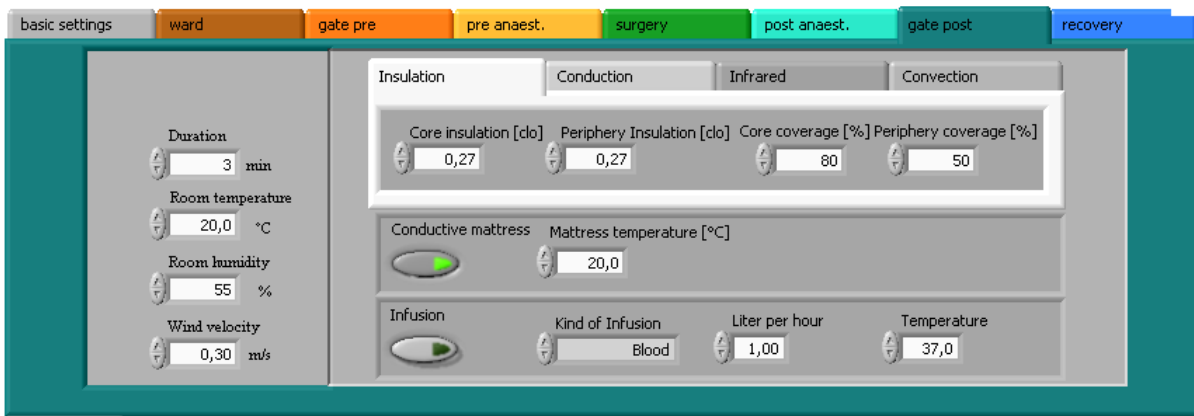 basic settings ward gate pre pre anaest. surgery post anaest. gate post recovery
Insulation Conduction Infrared Convection
Duration
3 min
Room temperature
20,0 °C
Room humidity
55 %
Wind velocity
0,30 m/s
Core insulation [clo] Periphery Insulation [clo] Core coverage [%] Periphery coverage [%]
0,27 0,27 80 50
Conductive mattress Mattress temperature [°C]
20,0
Infusion Kind of Infusion Liter per hour Temperature
Blood 1,00 37,0